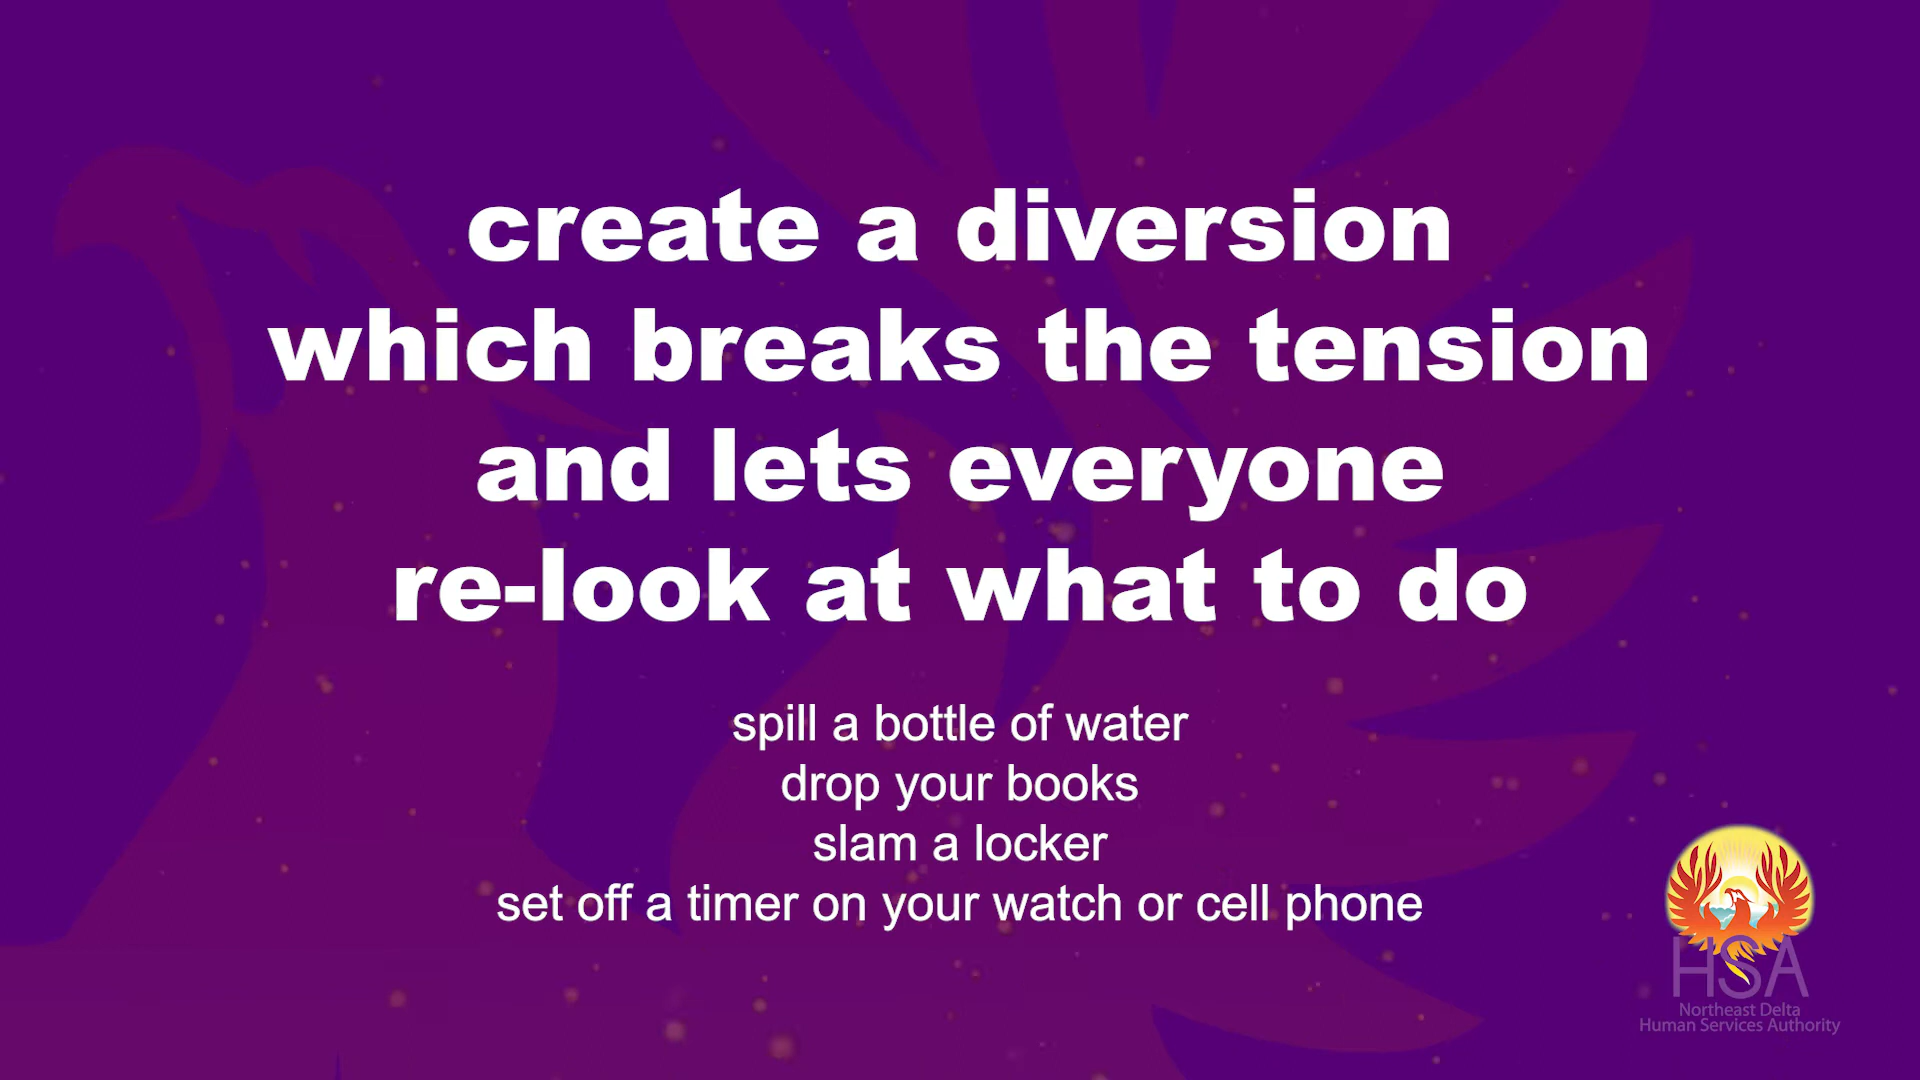 create a diversion
which breaks the tension
and lets everyone
re-look at what to do
spill a bottle of water
drop your books
slam a locker
set off a timer on your watch or cell phone
HSA
Northeast Delta
Human Services Authority